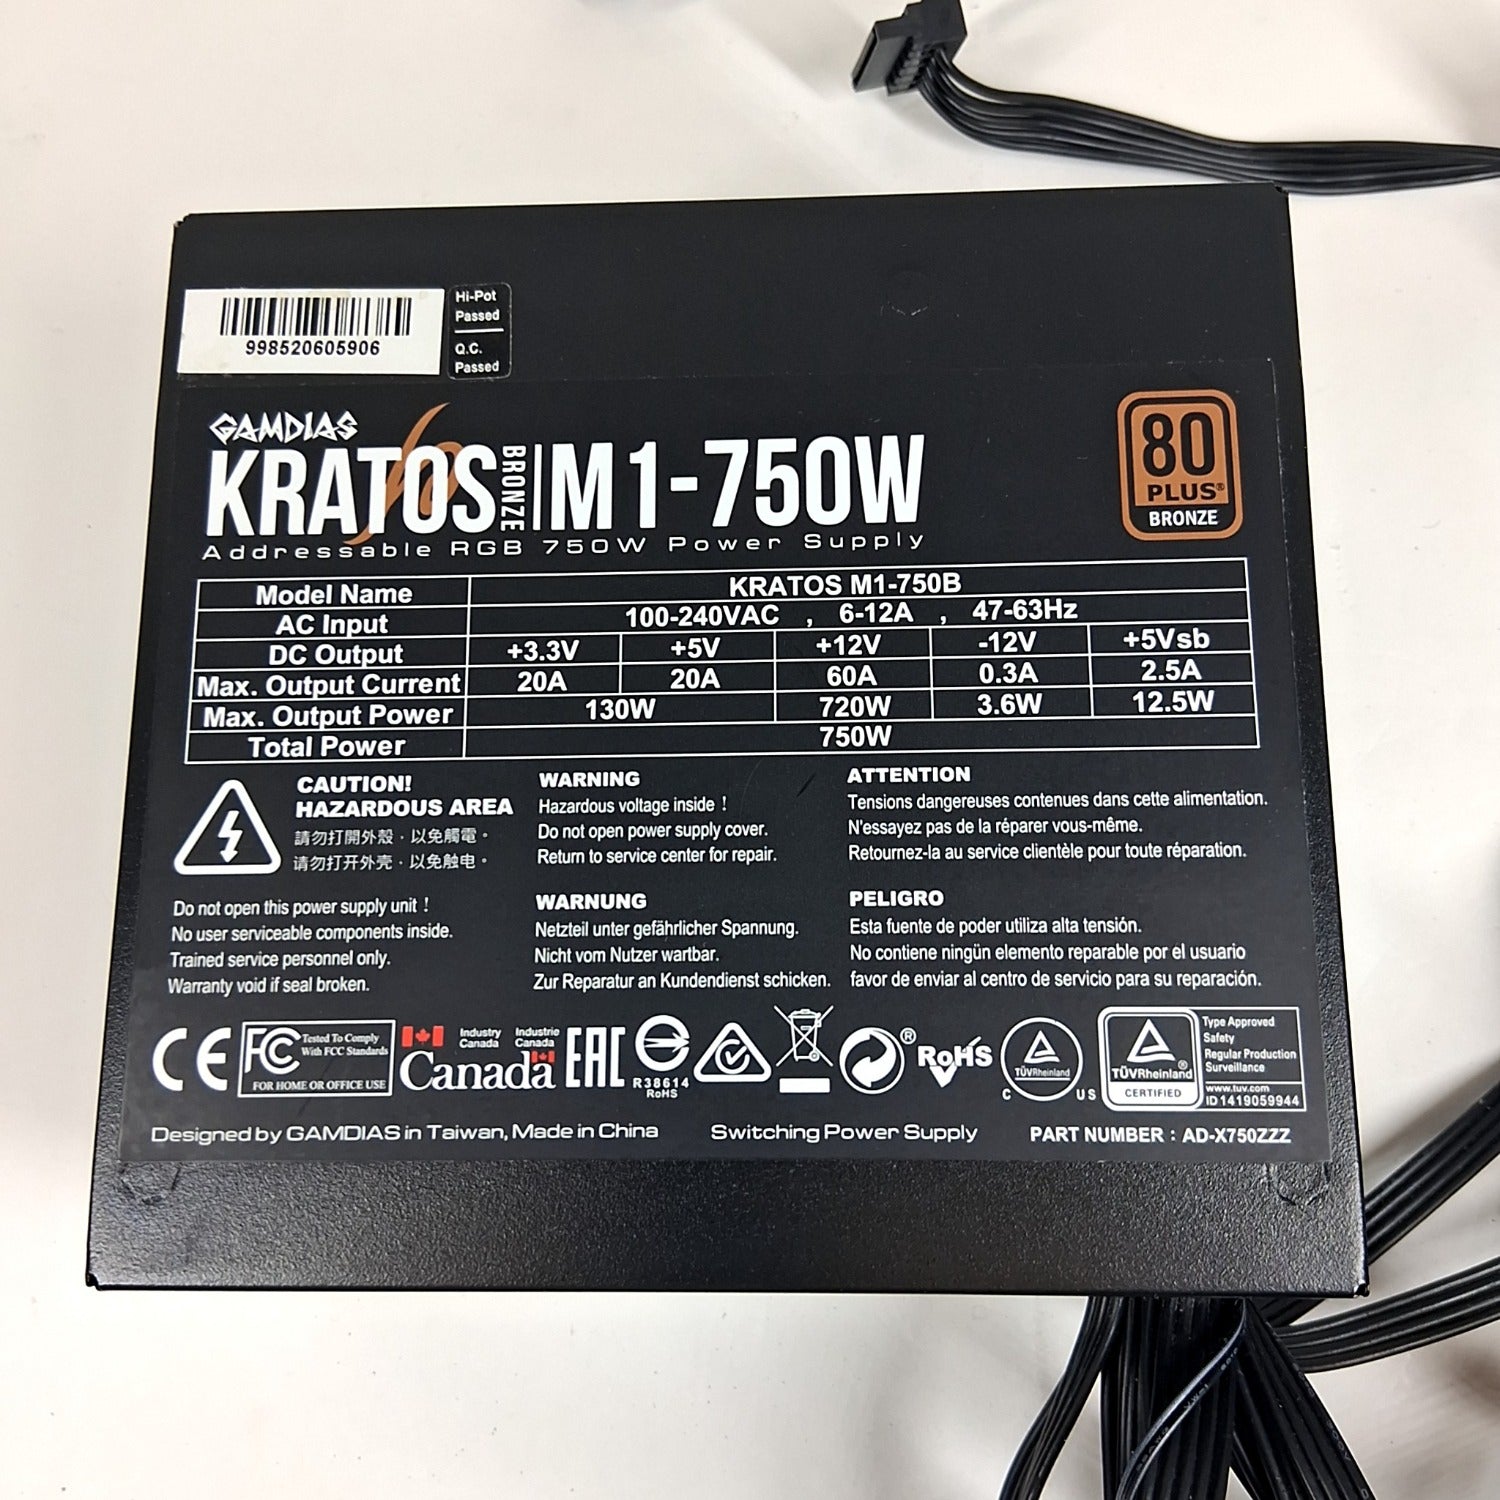 998520605906
Hi-Pot
Passed
Q.C.
Passed
GAMDIAS
KRATOS BRONZE M1-750W
Addressable RGB 750W Power Supply
80
PLUS®
BRONZE
Model Name KRATOS M1-750B
AC Input 100-240VAC , 6-12A , 47-63Hz
DC Output +3.3V +5V +12V -12V +5Vsb
Max. Output Current 20A 20A 60A 0.3A 2.5A
Max. Output Power 130W 720W 3.6W 12.5W
Total Power 750W
CAUTION!
HAZARDOUS AREA
請勿打開外殼，以免觸電。
请勿打开外壳，以免触电。
Do not open this power supply unit !
No user serviceable components inside.
Trained service personnel only.
Warranty void if seal broken.
WARNING
Hazardous voltage inside !
Do not open power supply cover.
Return to service center for repair.
WARNUNG
Netzteil unter gefährlicher Spannung.
Nicht vom Nutzer wartbar.
Zur Reparatur an Kundendienst schicken.
ATTENTION
Tensions dangereuses contenues dans cette alimentation.
N'essayez pas de la réparer vous-même.
Retournez-la au service clientèle pour toute réparation.
PELIGRO
Esta fuente de poder utiliza alta tensión.
No contiene ningún elemento reparable por el usuario
favor de enviar al centro de servicio para su reparación.
CE
FC Tested To Comply
With FCC Standards
FOR HOME OR OFFICE USE
Industry Canada
Industrie Canada
Canada
EAC
R38614
RoHS
®
RoHS
TÜVRheinland
C US
TÜVRheinland®
CERTIFIED
Type Approved
Safety
Regular Production
Surveillance
www.tuv.com
ID 1419059944
Designed by GAMDIAS in Taiwan, Made in China
Switching Power Supply
PART NUMBER : AD-X750ZZZ